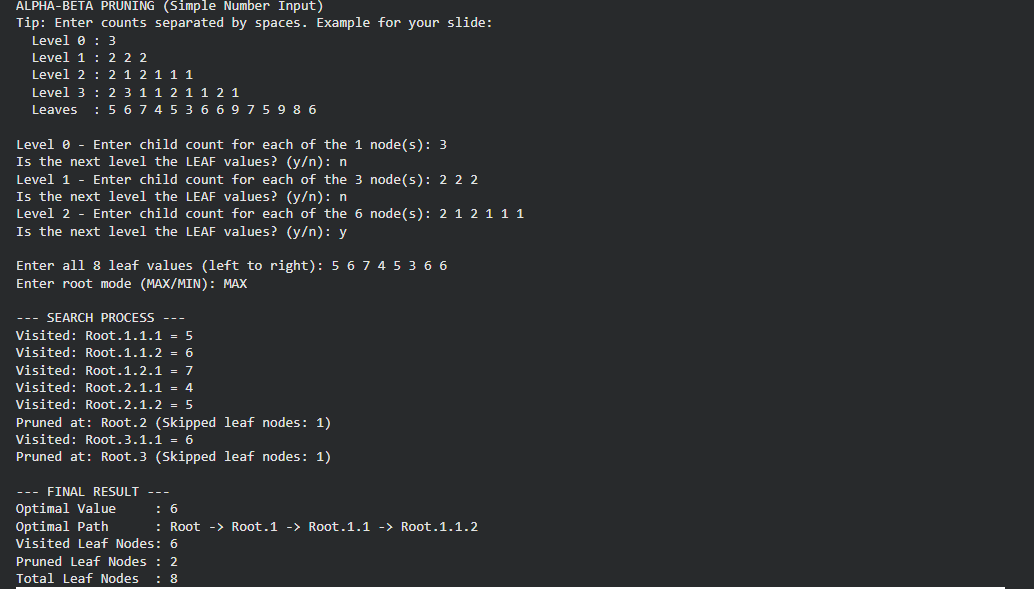 ALPHA-BETA PRUNING (Simple Number Input)
Tip: Enter counts separated by spaces. Example for your slide:
  Level 0 : 3
  Level 1 : 2 2 2
  Level 2 : 2 1 2 1 1 1
  Level 3 : 2 3 1 1 2 1 1 2 1
  Leaves  : 5 6 7 4 5 3 6 6 9 7 5 9 8 6

Level 0 - Enter child count for each of the 1 node(s): 3
Is the next level the LEAF values? (y/n): n
Level 1 - Enter child count for each of the 3 node(s): 2 2 2
Is the next level the LEAF values? (y/n): n
Level 2 - Enter child count for each of the 6 node(s): 2 1 2 1 1 1
Is the next level the LEAF values? (y/n): y

Enter all 8 leaf values (left to right): 5 6 7 4 5 3 6 6
Enter root mode (MAX/MIN): MAX

--- SEARCH PROCESS ---
Visited: Root.1.1.1 = 5
Visited: Root.1.1.2 = 6
Visited: Root.1.2.1 = 7
Visited: Root.2.1.1 = 4
Visited: Root.2.1.2 = 5
Pruned at: Root.2 (Skipped leaf nodes: 1)
Visited: Root.3.1.1 = 6
Pruned at: Root.3 (Skipped leaf nodes: 1)

--- FINAL RESULT ---
Optimal Value     : 6
Optimal Path      : Root -> Root.1 -> Root.1.1 -> Root.1.1.2
Visited Leaf Nodes: 6
Pruned Leaf Nodes : 2
Total Leaf Nodes  : 8